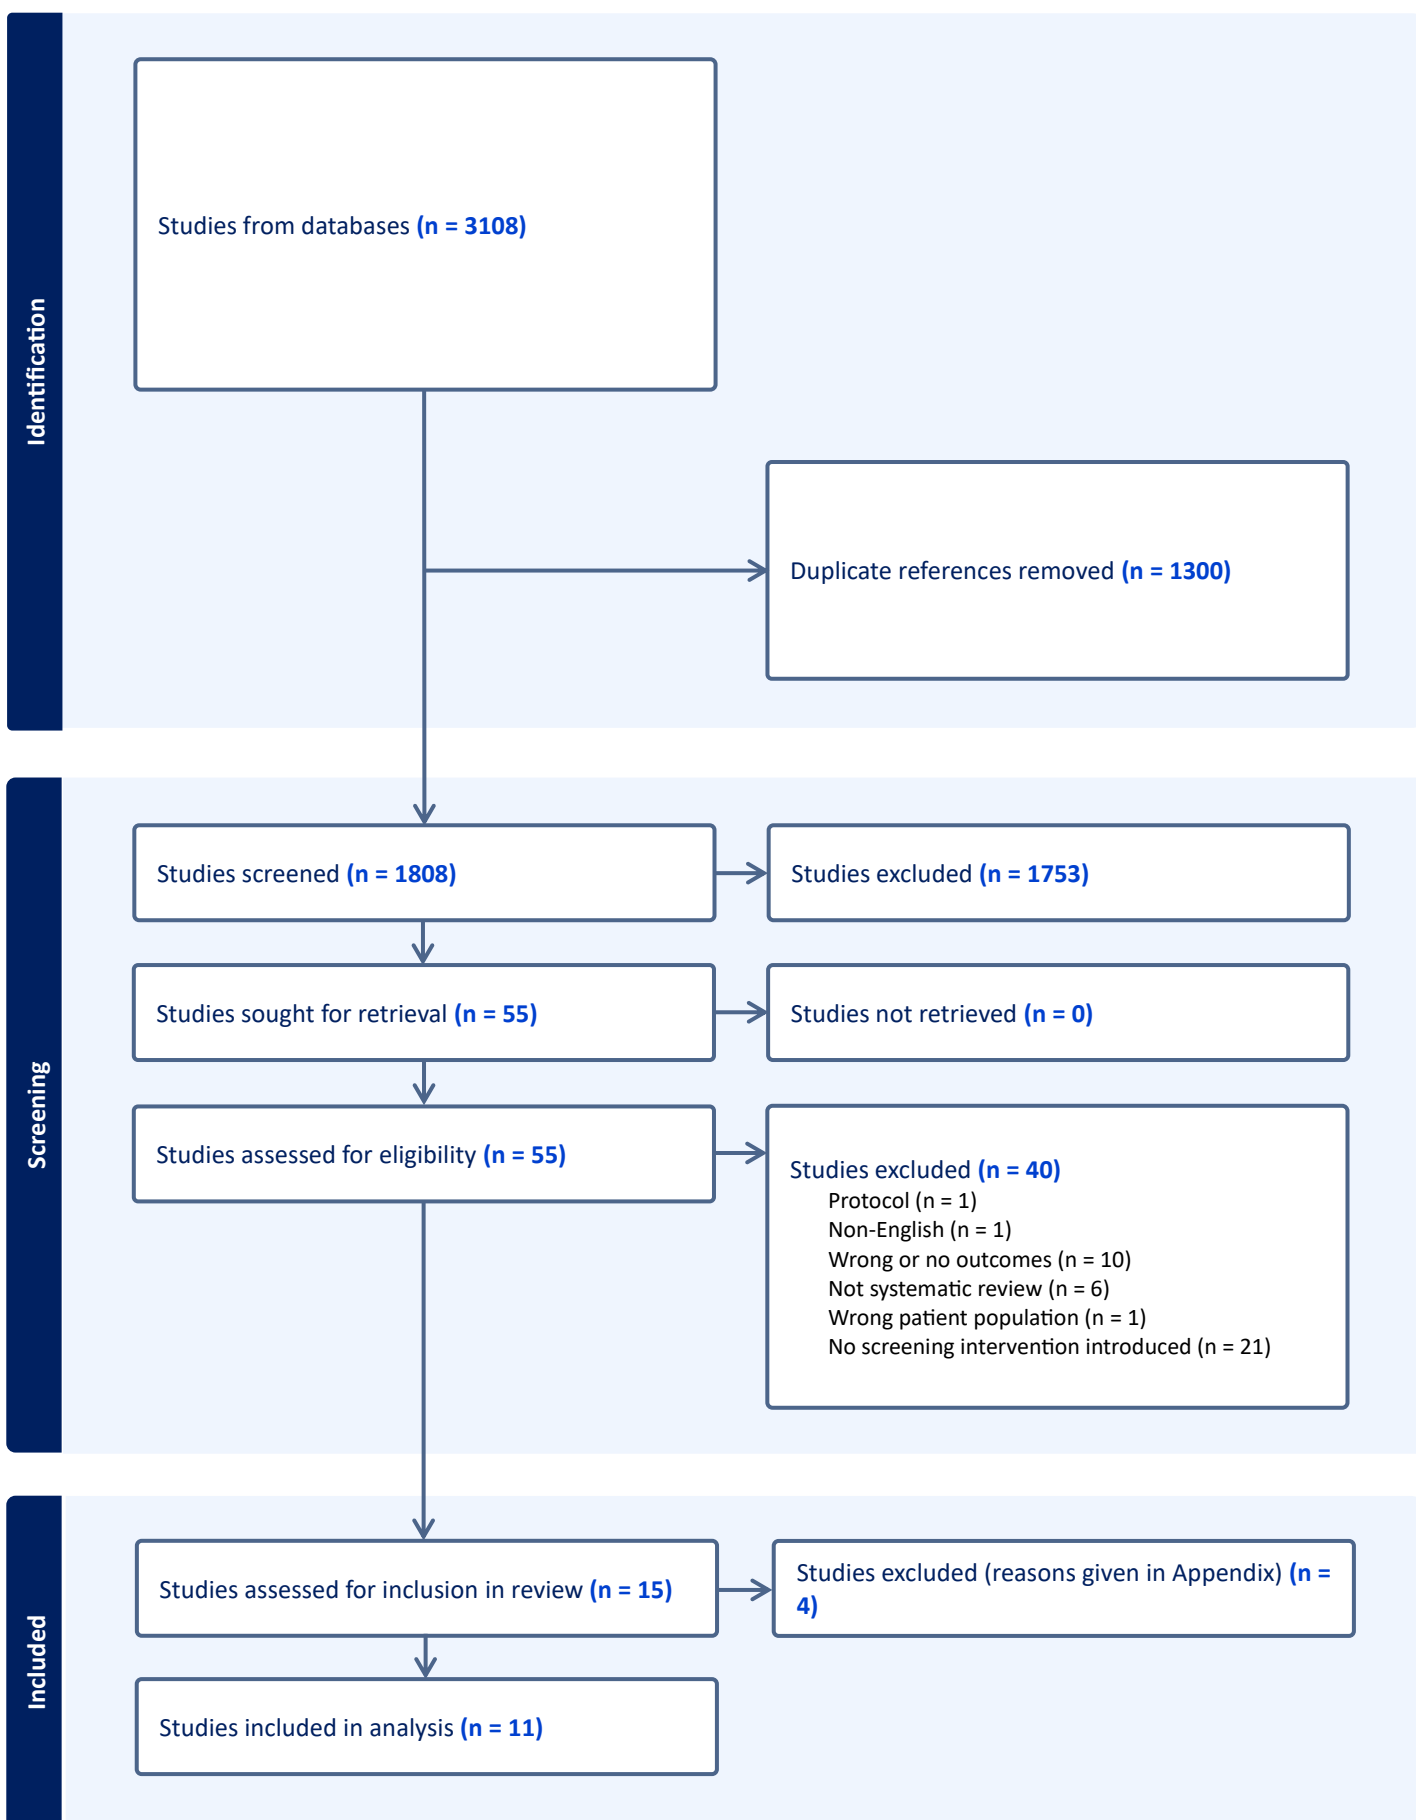 Identification
Studies from databases (n = 3108)
Duplicate references removed (n = 1300)
Screening
Studies screened (n = 1808)
Studies excluded (n = 1753)
Studies sought for retrieval (n = 55)
Studies not retrieved (n = 0)
Studies assessed for eligibility (n = 55)
Studies excluded (n = 40)
Protocol (n = 1)
Non-English (n = 1)
Wrong or no outcomes (n = 10)
Not systematic review (n = 6)
Wrong patient population (n = 1)
No screening intervention introduced (n = 21)
Included
Studies assessed for inclusion in review (n = 15)
Studies excluded (reasons given in Appendix) (n =
4)
Studies included in analysis (n = 11)